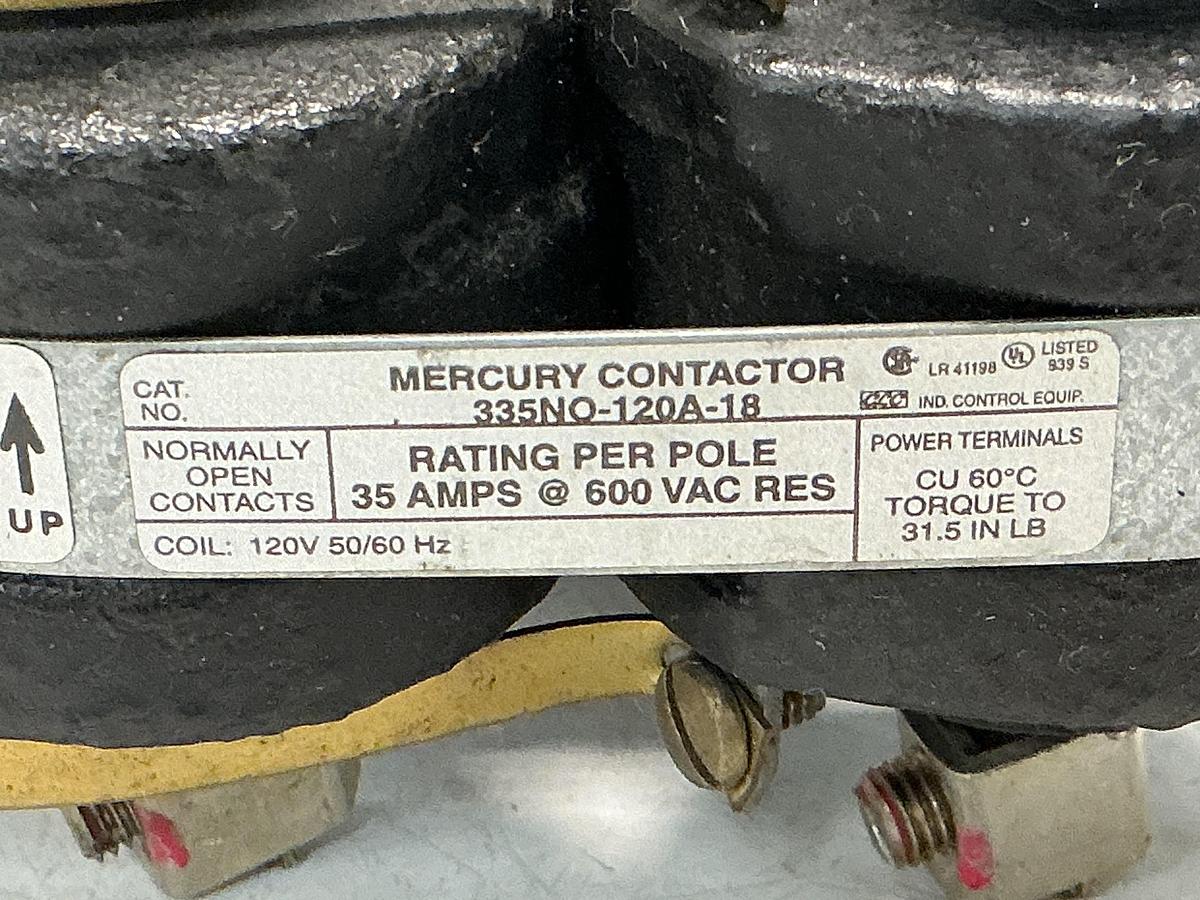 UP
CAT.
NO.
MERCURY CONTACTOR
335NO-120A-18
LR 41198
UL
LISTED
939 S
IND. CONTROL EQUIP.
NORMALLY
OPEN
CONTACTS
RATING PER POLE
35 AMPS @ 600 VAC RES
COIL: 120V 50/60 Hz
POWER TERMINALS
CU 60°C
TORQUE TO
31.5 IN LB